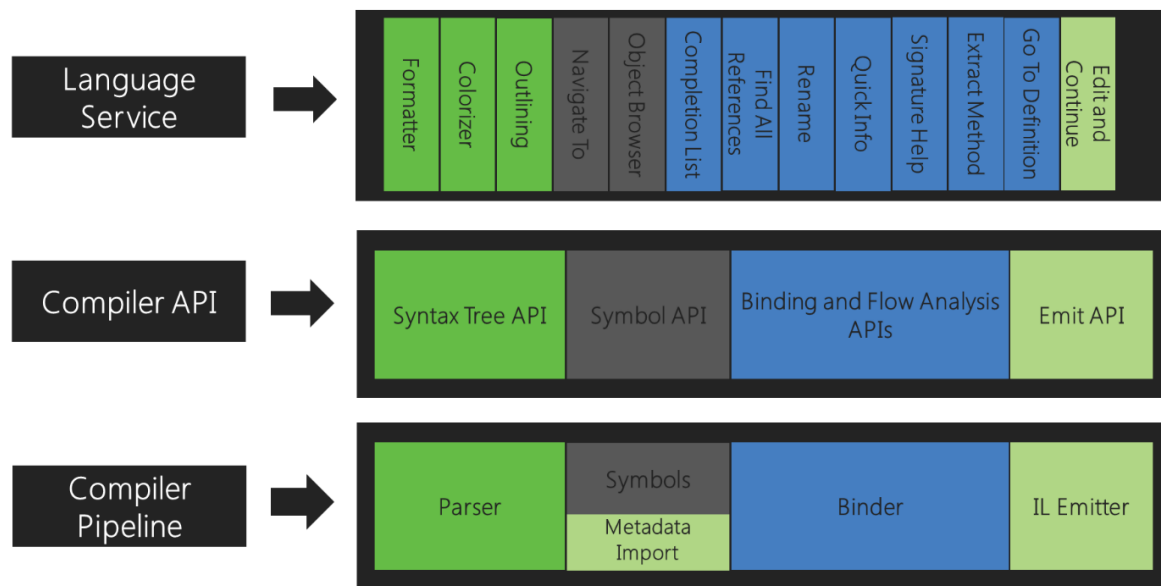 Language
Service
Formatter
Colorizer
Outlining
Navigate To
Object Browser
Completion List
Find All
References
Rename
Quick Info
Signature Help
Extract Method
Go To Definition
Edit and
Continue
Compiler API
Syntax Tree API
Symbol API
Binding and Flow Analysis
APIs
Emit API
Compiler
Pipeline
Parser
Symbols
Metadata
Import
Binder
IL Emitter